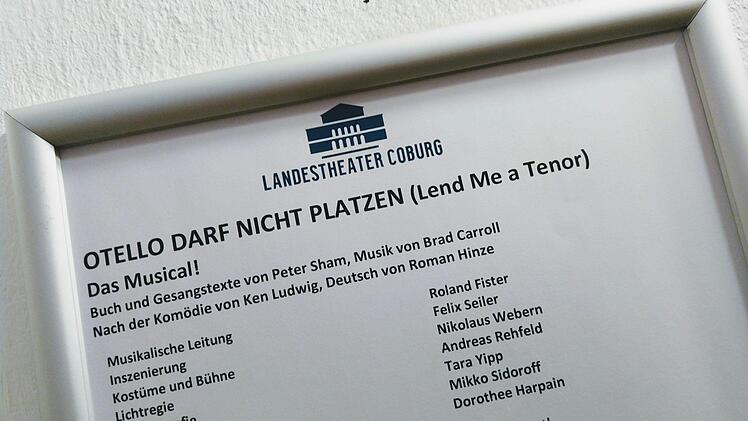 LANDESTHEATER COBURG
OTELLO DARF NICHT PLATZEN (Lend Me a Tenor)
Das Musical!
Buch und Gesangstexte von Peter Sham, Musik von Brad Carroll
Nach der Komödie von Ken Ludwig, Deutsch von Roman Hinze
Musikalische Leitung Roland Fister
Inszenierung Felix Seiler
Kostüme und Bühne Nikolaus Webern
Lichtregie Andreas Rehfeld
Tara Yipp
Mikko Sidoroff
Dorothee Harpain